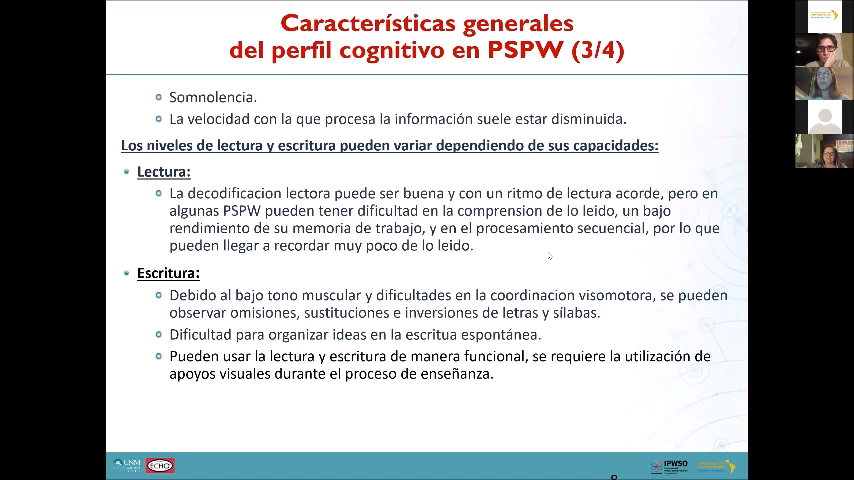 Características generales
del perfil cognitivo en PSPW (3/4)
Somnolencia.
La velocidad con la que procesa la información suele estar disminuida.
Los niveles de lectura y escritura pueden variar dependiendo de sus capacidades:
Lectura:
La decodificacion lectora puede ser buena y con un ritmo de lectura acorde, pero en
algunas PSPW pueden tener dificultad en la comprension de lo leido, un bajo
rendimiento de su memoria de trabajo, y en el procesamiento secuencial, por lo que
pueden llegar a recordar muy poco de lo leido.
Escritura:
Debido al bajo tono muscular y dificultades en la coordinacion visomotora, se pueden
observar omisiones, sustituciones e inversiones de letras y sílabas.
Dificultad para organizar ideas en la escritua espontánea.
Pueden usar la lectura y escritura de manera funcional, se requiere la utilización de
apoyos visuales durante el proceso de enseñanza.
UNM
ECHO
IPWSO